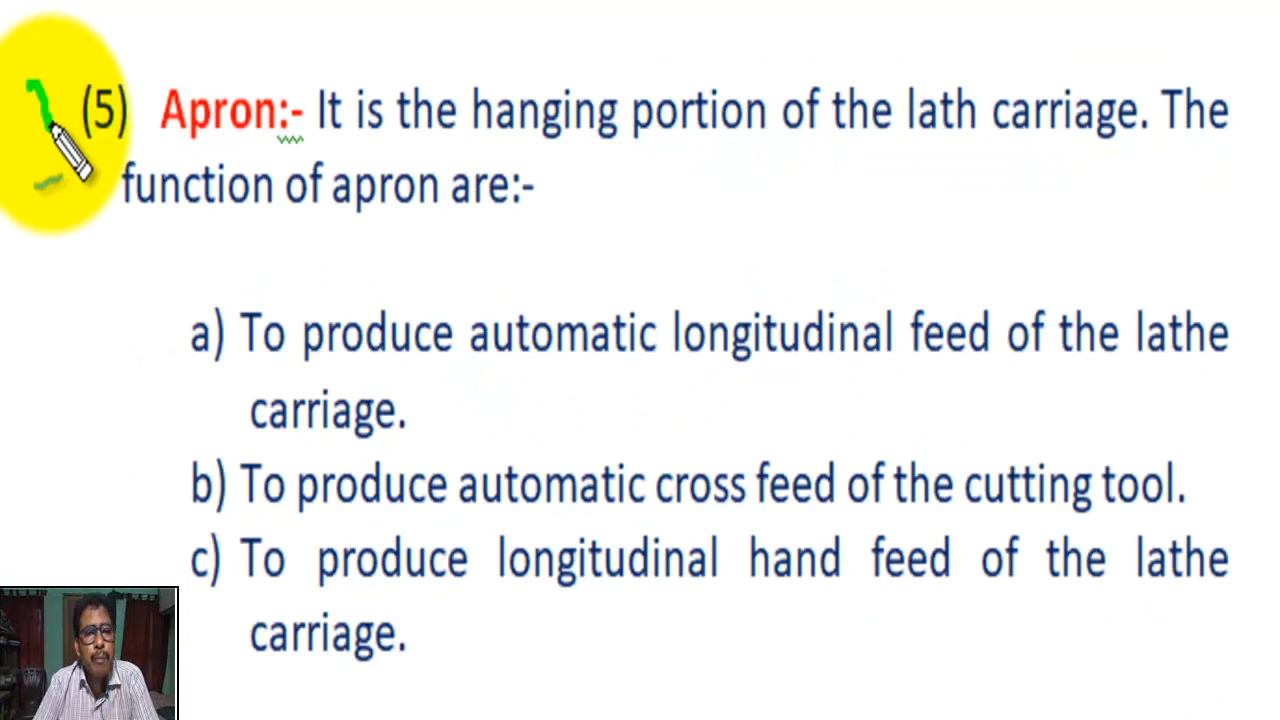 (5) Apron:- It is the hanging portion of the lath carriage. The
function of apron are:-
a) To produce automatic longitudinal feed of the lathe
carriage.
b) To produce automatic cross feed of the cutting tool.
c) To produce longitudinal hand feed of the lathe
carriage.